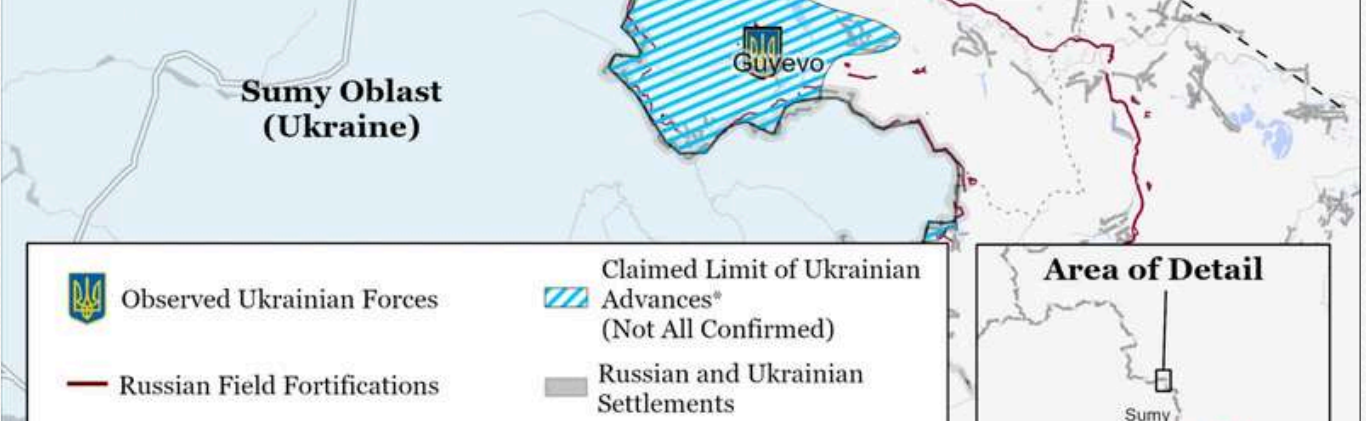 Guyevo
Sumy Oblast
(Ukraine)
Observed Ukrainian Forces
Russian Field Fortifications
Claimed Limit of Ukrainian
Advances*
(Not All Confirmed)
Russian and Ukrainian
Settlements
Area of Detail
Sumy